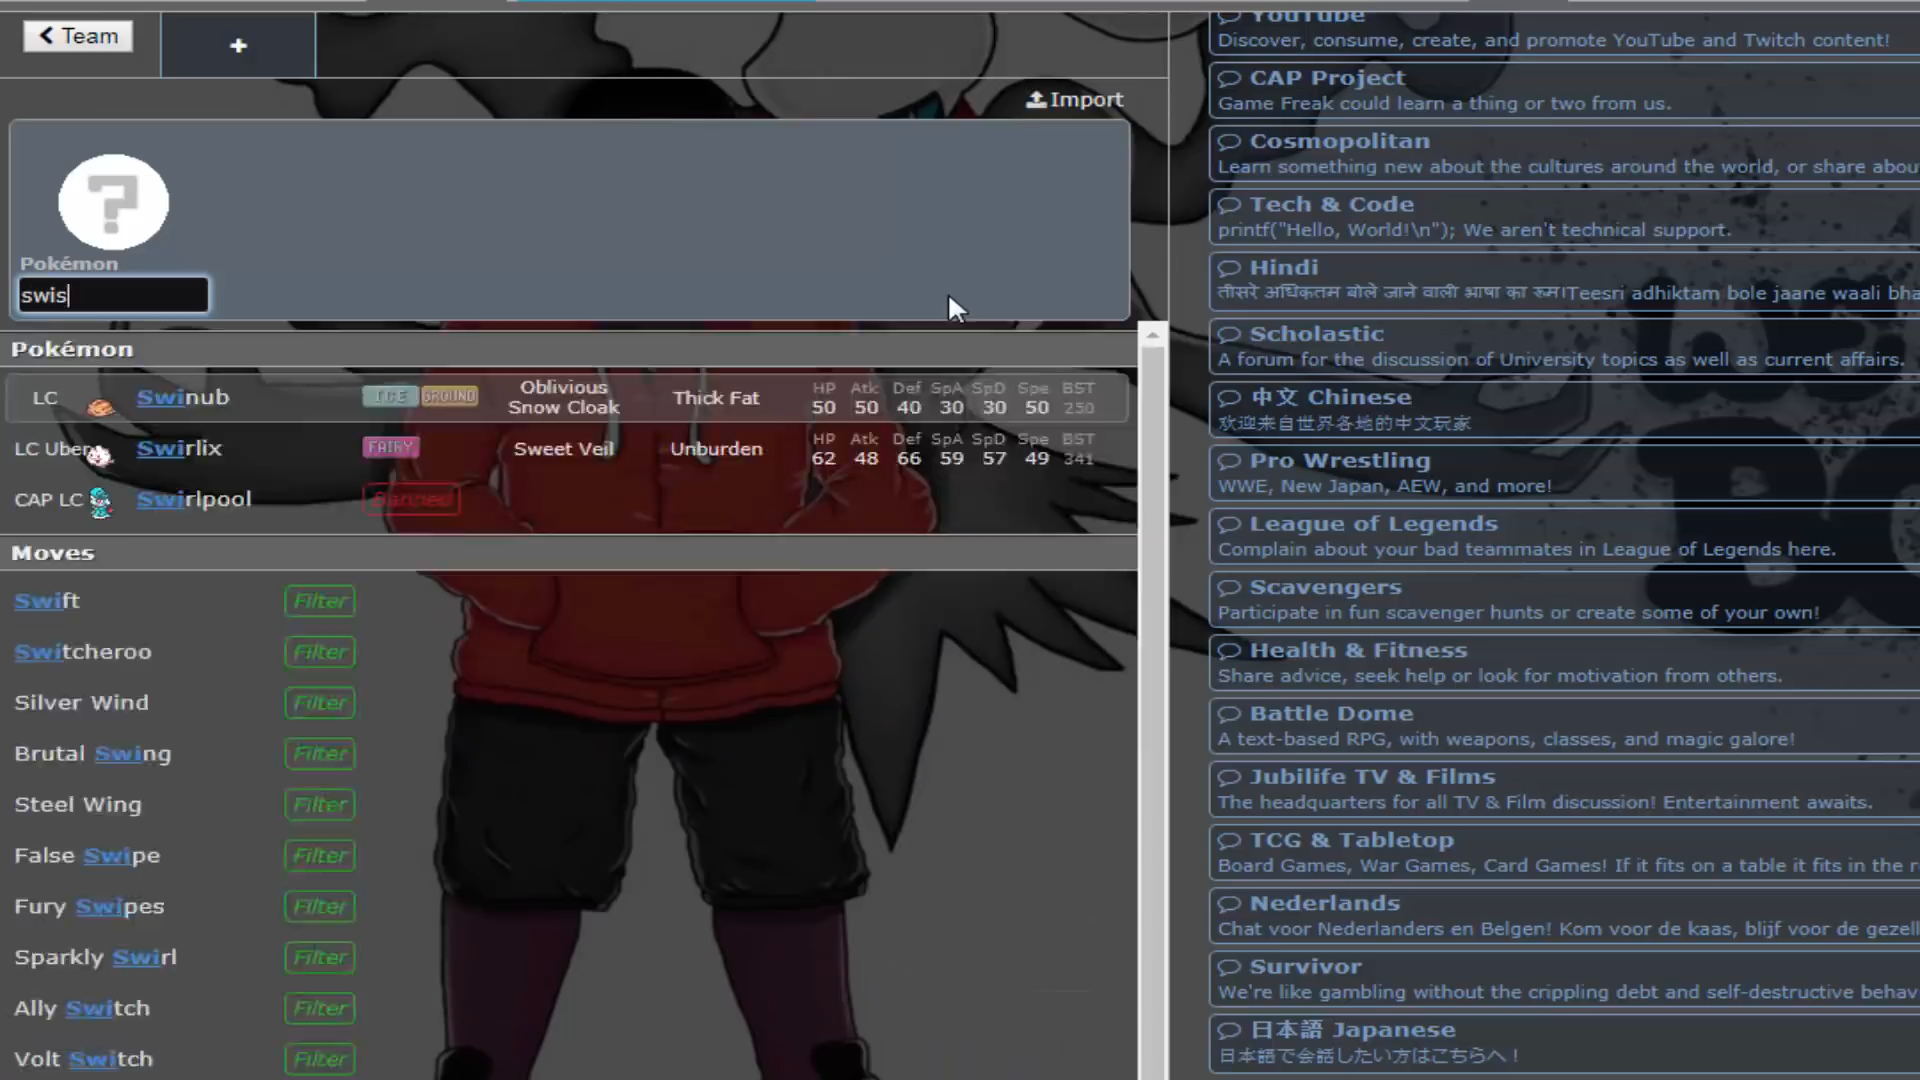 Team
+
Import
Pokémon
swis
Pokémon
LC Swinub ICE GROUND Oblivious Snow Cloak Thick Fat HP 50 Atk 50 Def 40 SpA 30 SpD 30 Spe 50 BST 250
LC Uber Swirlix FAIRY Sweet Veil Unburden HP 62 Atk 48 Def 66 SpA 59 SpD 57 Spe 49 BST 341
CAP LC Swirlpool Banned
Moves
Swift Filter
Switcheroo Filter
Silver Wind Filter
Brutal Swing Filter
Steel Wing Filter
False Swipe Filter
Fury Swipes Filter
Sparkly Swirl Filter
Ally Switch Filter
Volt Switch Filter
YouTube
Discover, consume, create, and promote YouTube and Twitch content!
CAP Project
Game Freak could learn a thing or two from us.
Cosmopolitan
Learn something new about the cultures around the world, or share abou
Tech & Code
printf("Hello, World!\n"); We aren't technical support.
Hindi
तीसरे अधिकतम बोले जाने वाली भाषा का रुम।Teesri adhiktam bole jaane waali bha
Scholastic
A forum for the discussion of University topics as well as current affairs.
中文 Chinese
欢迎来自世界各地的中文玩家
Pro Wrestling
WWE, New Japan, AEW, and more!
League of Legends
Complain about your bad teammates in League of Legends here.
Scavengers
Participate in fun scavenger hunts or create some of your own!
Health & Fitness
Share advice, seek help or look for motivation from others.
Battle Dome
A text-based RPG, with weapons, classes, and magic galore!
Jubilife TV & Films
The headquarters for all TV & Film discussion! Entertainment awaits.
TCG & Tabletop
Board Games, War Games, Card Games! If it fits on a table it fits in the r
Nederlands
Chat voor Nederlanders en Belgen! Kom voor de kaas, blijf voor de gezell
Survivor
We're like gambling without the crippling debt and self-destructive behav
日本語 Japanese
日本語で会話したい方はこちらへ！